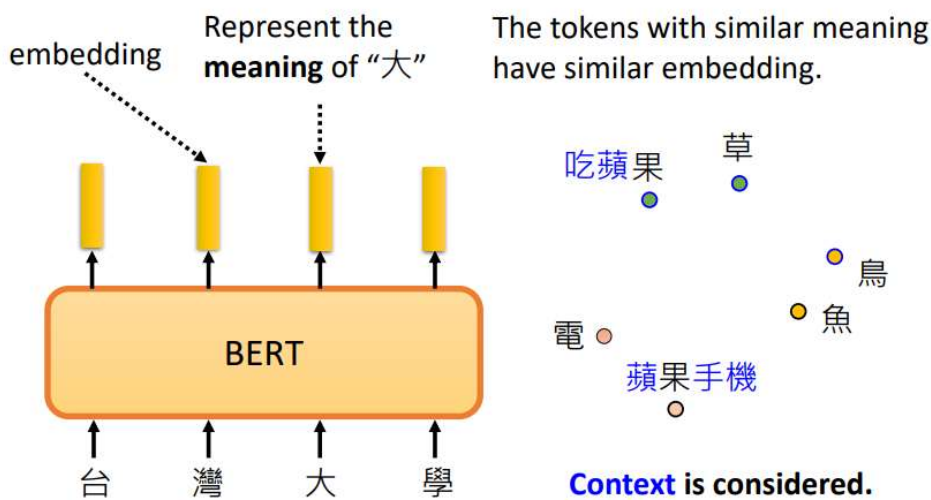 embedding
Represent the
meaning of “大”
The tokens with similar meaning
have similar embedding.
吃蘋果
草
鳥
魚
電
蘋果手機
BERT
台 灣 大 學
Context is considered.